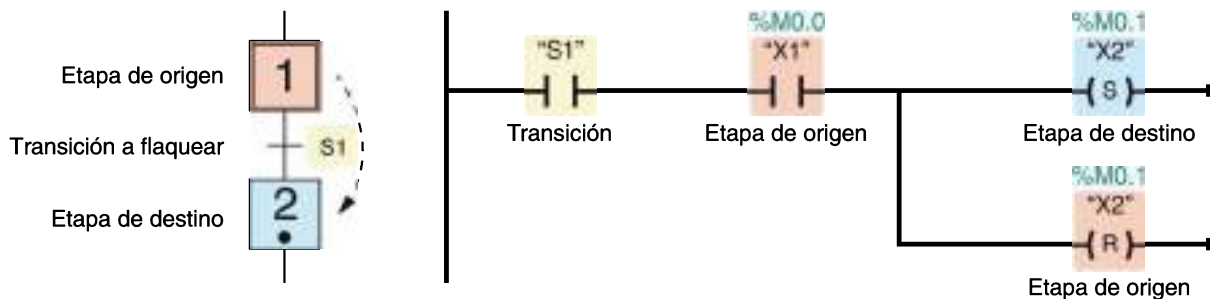 Etapa de origen
1
Transición a flaquear
S1
Etapa de destino
2
"S1"
Transición
%M0.0
"X1"
Etapa de origen
%M0.1
"X2"
( S )
Etapa de destino
%M0.1
"X2"
( R )
Etapa de origen